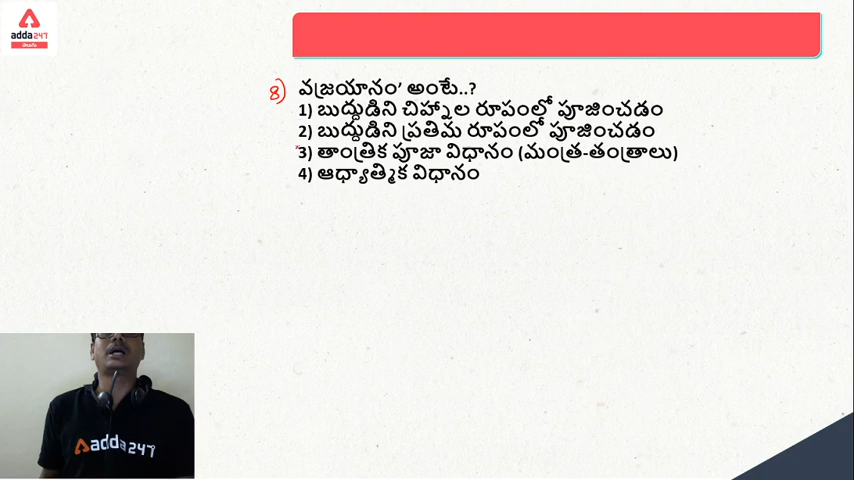 adda247
తెలుగు
8) వజ్రయానం' అంటే..?
1) బుద్ధుడిని చిహ్నాల రూపంలో పూజించడం
2) బుద్ధుడిని ప్రతిమ రూపంలో పూజించడం
3) తాంత్రిక పూజా విధానం (మంత్ర-తంత్రాలు)
4) ఆధ్యాత్మిక విధానం
adda247